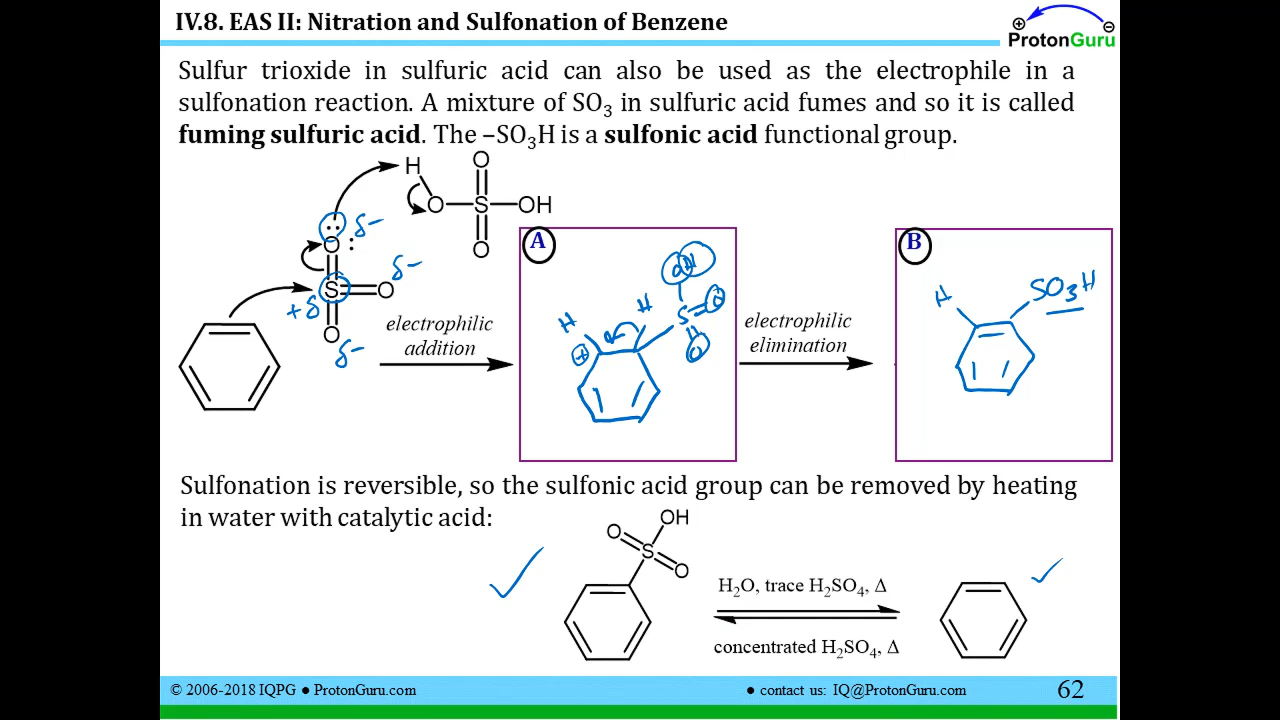 IV.8. EAS II: Nitration and Sulfonation of Benzene
⊕ ⊖
ProtonGuru
Sulfur trioxide in sulfuric acid can also be used as the electrophile in a
sulfonation reaction. A mixture of SO₃ in sulfuric acid fumes and so it is called
fuming sulfuric acid. The –SO₃H is a sulfonic acid functional group.
H O
O S OH
O
O δ-
S O δ-
+δ
O
δ-
electrophilic
addition
A
H H
⊕
OH
S O
O
electrophilic
elimination
B
H SO₃H
Sulfonation is reversible, so the sulfonic acid group can be removed by heating
in water with catalytic acid:
OH
O
S
O
H₂O, trace H₂SO₄, Δ
concentrated H₂SO₄, Δ
© 2006-2018 IQPG ● ProtonGuru.com
● contact us: IQ@ProtonGuru.com
62